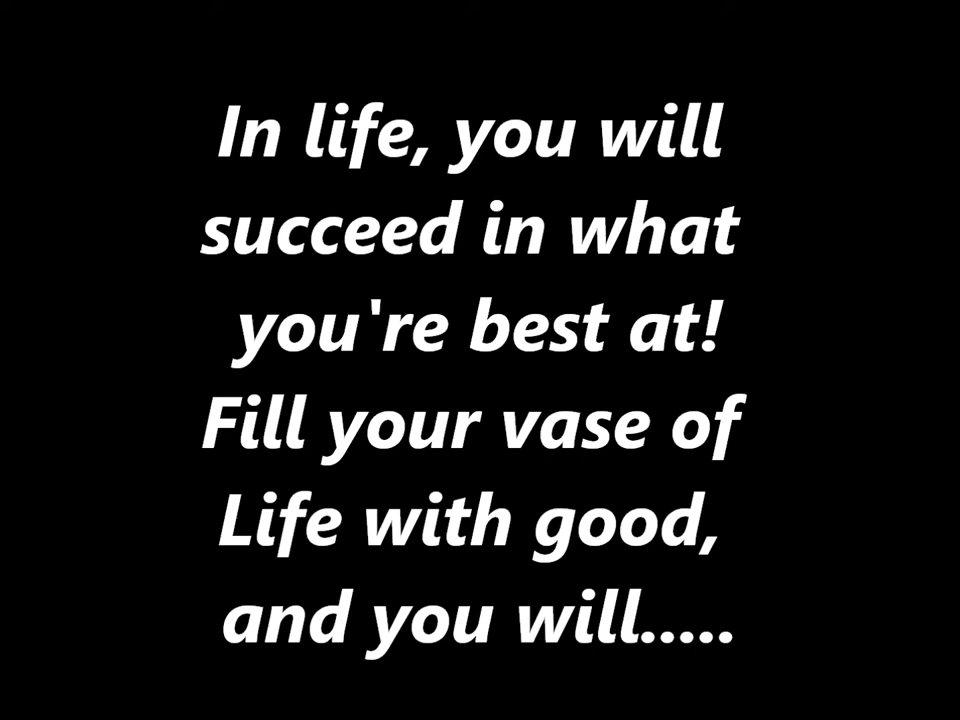 In life, you will
succeed in what
you're best at!
Fill your vase of
Life with good,
and you will.....